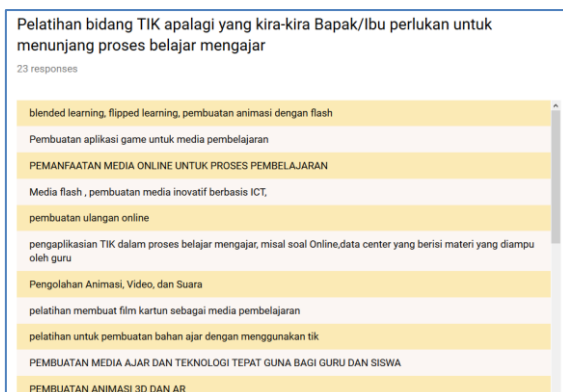 Pelatihan bidang TIK apalagi yang kira-kira Bapak/Ibu perlukan untuk
menunjang proses belajar mengajar
23 responses
blended learning, flipped learning, pembuatan animasi dengan flash
Pembuatan aplikasi game untuk media pembelajaran
PEMANFAATAN MEDIA ONLINE UNTUK PROSES PEMBELAJARAN
Media flash , pembuatan media inovatif berbasis ICT,
pembuatan ulangan online
pengaplikasian TIK dalam proses belajar mengajar, misal soal Online,data center yang berisi materi yang diampu
oleh guru
Pengolahan Animasi, Video, dan Suara
pelatihan membuat film kartun sebagai media pembelajaran
pelatihan untuk pembuatan bahan ajar dengan menggunakan tik
PEMBUATAN MEDIA AJAR DAN TEKNOLOGI TEPAT GUNA BAGI GURU DAN SISWA
PEMBUATAN ANIMASI 3D DAN AR